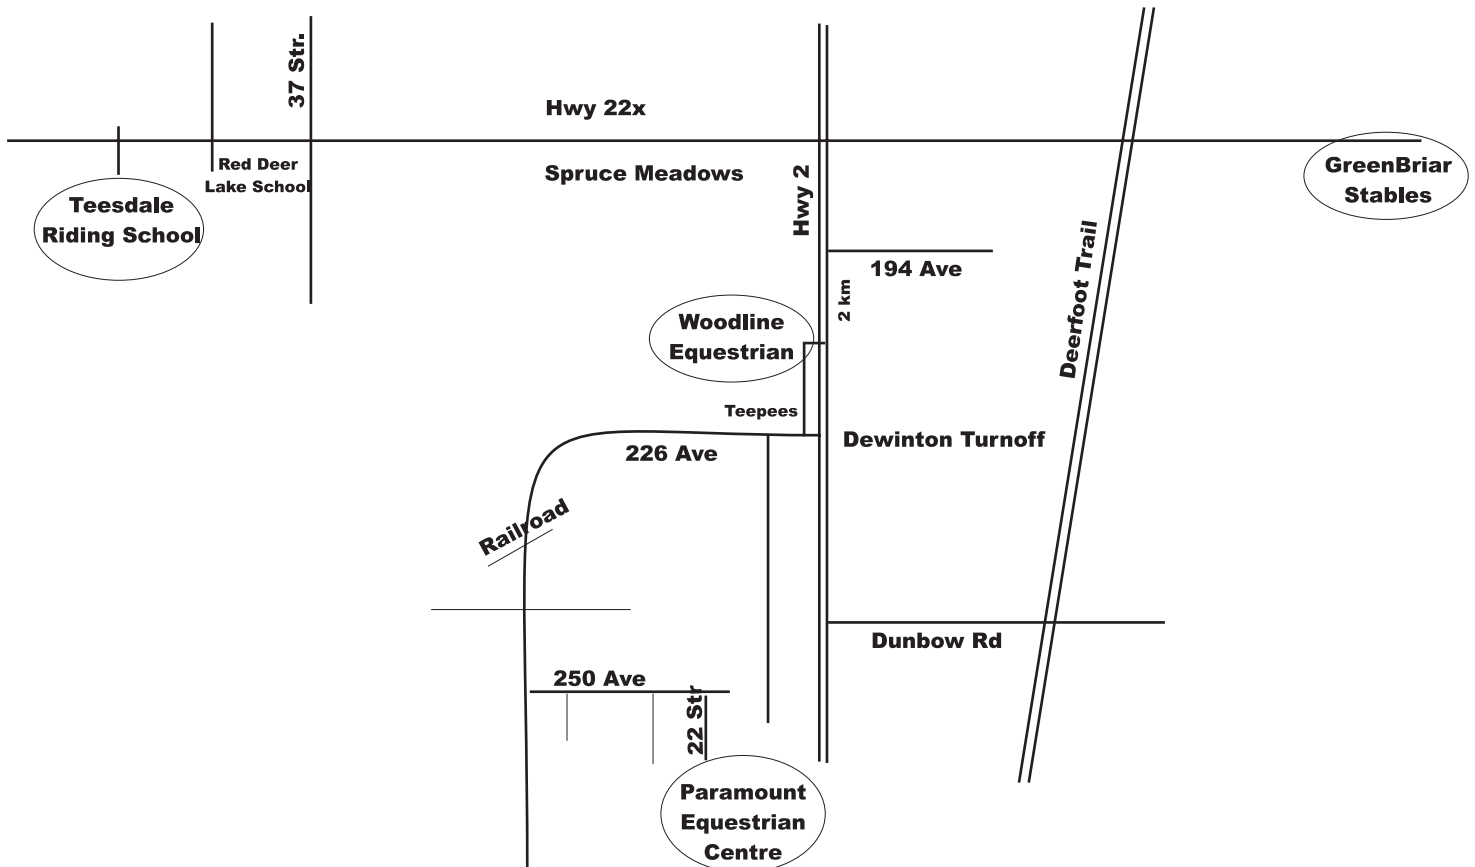 37 Str.
Hwy 22x
Red Deer
Lake School
Spruce Meadows
Hwy 2
GreenBriar
Stables
Teesdale
Riding School
194 Ave
Deerfoot Trail
2 km
Woodline
Equestrian
Teepees
226 Ave
Dewinton Turnoff
Railroad
Dunbow Rd
250 Ave
22 Str
Paramount
Equestrian
Centre